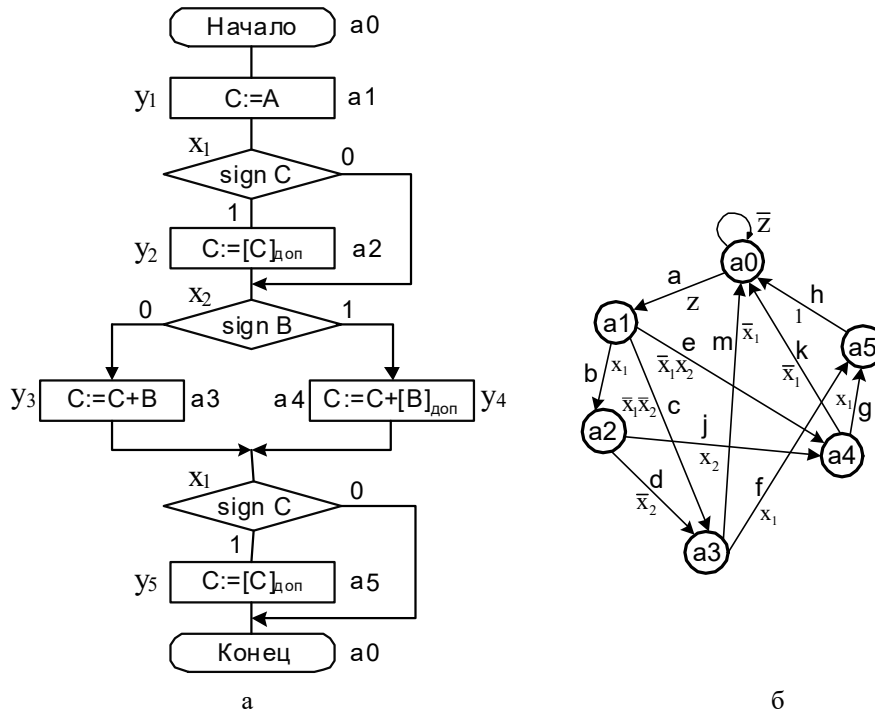 Начало a0
y₁ C:=A a1
x₁
sign C 0
1
y₂ C:=[C]доп a2
x₂
0 sign B 1
y₃ C:=C+B a3
a4 C:=C+[B]доп y₄
x₁
sign C 0
1
y₅ C:=[C]доп a5
Конец a0
а
z̅
a0
a
z
h
1
a1
e
x̅₁x₂
m
x̅₁
k
x̅₁
a5
b
x₁
x̅₁x̅₂
c
x₁
g
a2
j
x₂
a4
d
x̅₂
f
x₁
a3
б